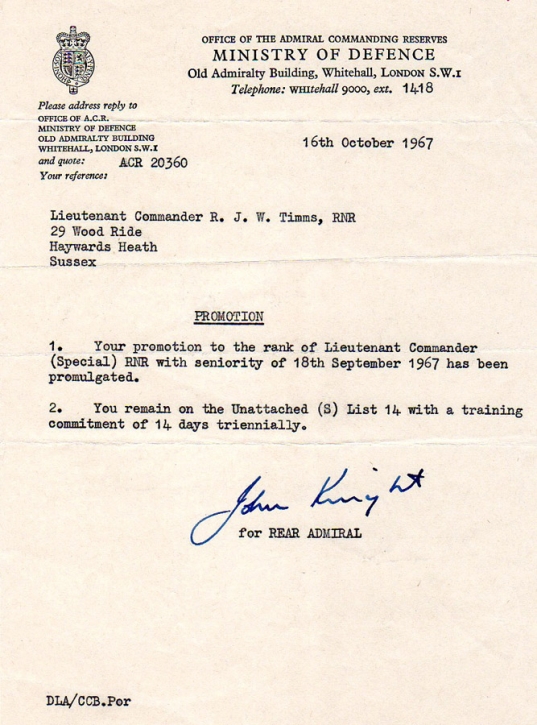 OFFICE OF THE ADMIRAL COMMANDING RESERVES
MINISTRY OF DEFENCE
Old Admiralty Building, Whitehall, LONDON S.W.1
Telephone: WHItehall 9000, ext. 1418
Please address reply to
OFFICE OF A.C.R.
MINISTRY OF DEFENCE
OLD ADMIRALTY BUILDING
WHITEHALL, LONDON S.W.1
and quote: ACR 20360
Your reference:
16th October 1967
Lieutenant Commander R. J. W. Timms, RNR
29 Wood Ride
Haywards Heath
Sussex
PROMOTION
1. Your promotion to the rank of Lieutenant Commander
(Special) RNR with seniority of 18th September 1967 has been
promulgated.
2. You remain on the Unattached (S) List 14 with a training
commitment of 14 days triennially.
John Knight
for REAR ADMIRAL
DLA/CCB.Por